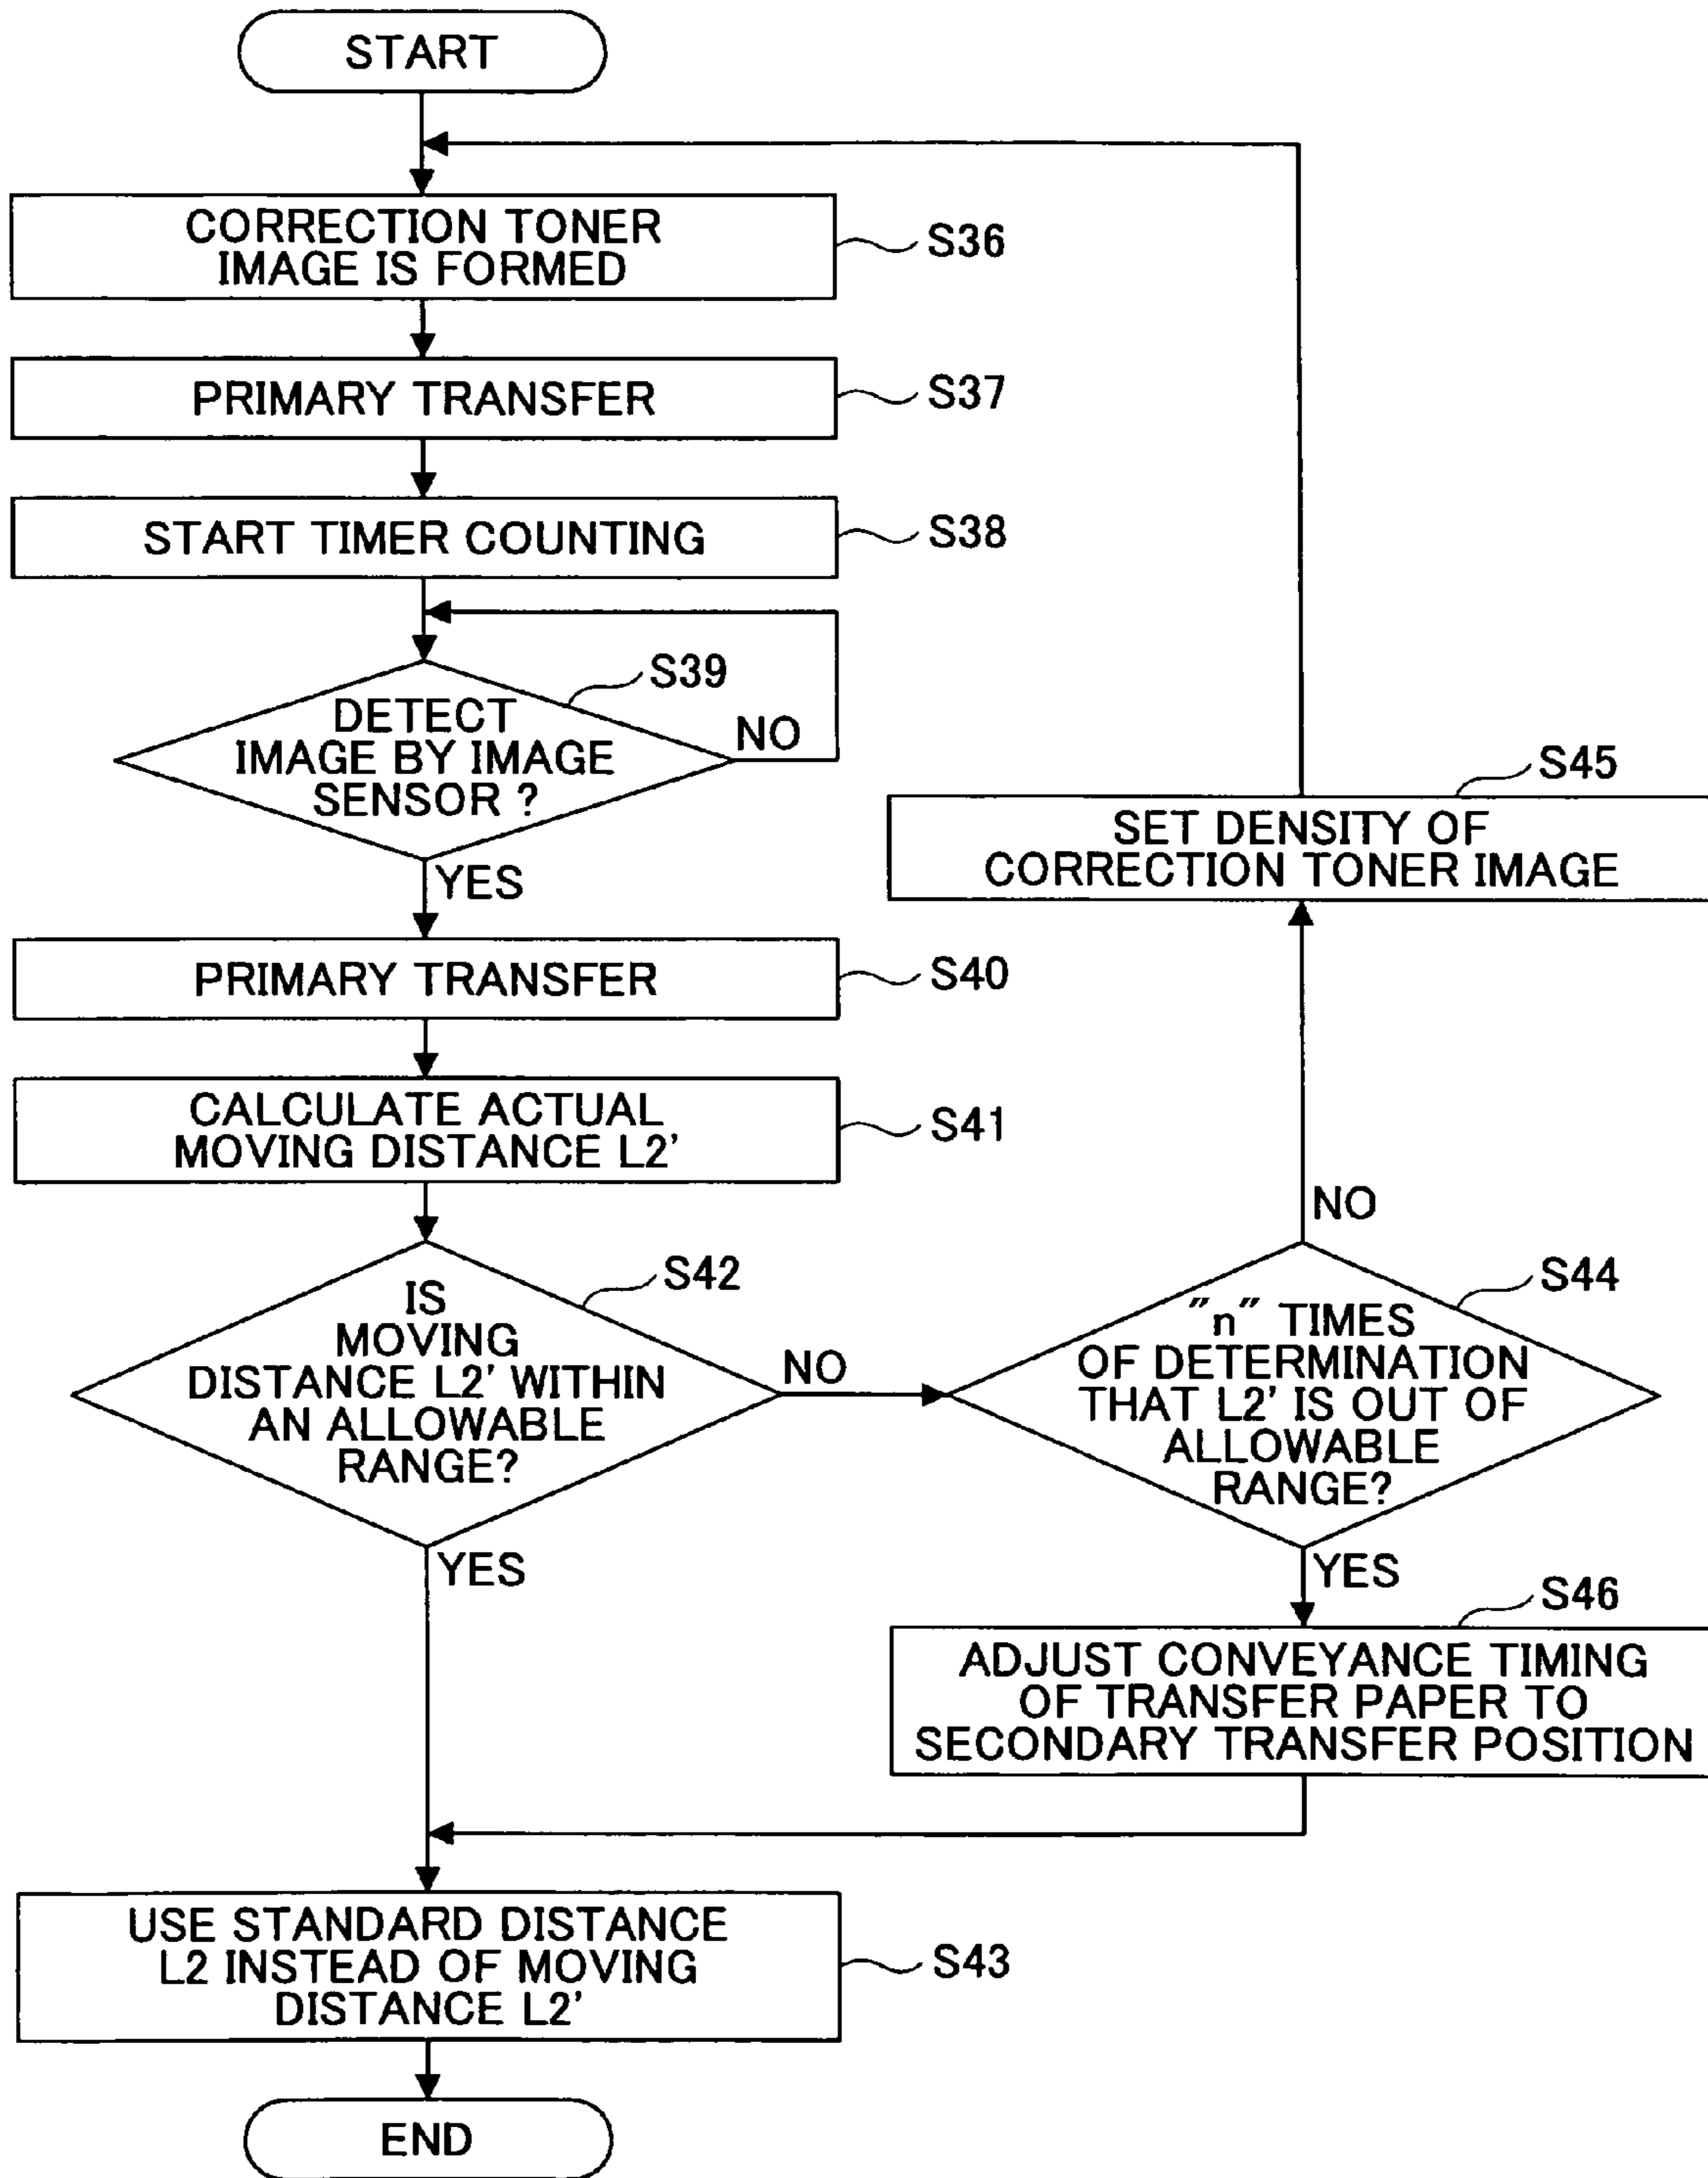 START
CORRECTION TONER
IMAGE IS FORMED
S36
PRIMARY TRANSFER
S37
START TIMER COUNTING
S38
S39
DETECT
IMAGE BY IMAGE
SENSOR ?
NO
YES
PRIMARY TRANSFER
S40
CALCULATE ACTUAL
MOVING DISTANCE L2'
S41
S42
IS
MOVING
DISTANCE L2' WITHIN
AN ALLOWABLE
RANGE?
NO
YES
S44
"n" TIMES
OF DETERMINATION
THAT L2' IS OUT OF
ALLOWABLE
RANGE?
NO
YES
S45
SET DENSITY OF
CORRECTION TONER IMAGE
S46
ADJUST CONVEYANCE TIMING
OF TRANSFER PAPER TO
SECONDARY TRANSFER POSITION
USE STANDARD DISTANCE
L2 INSTEAD OF MOVING
DISTANCE L2'
S43
END